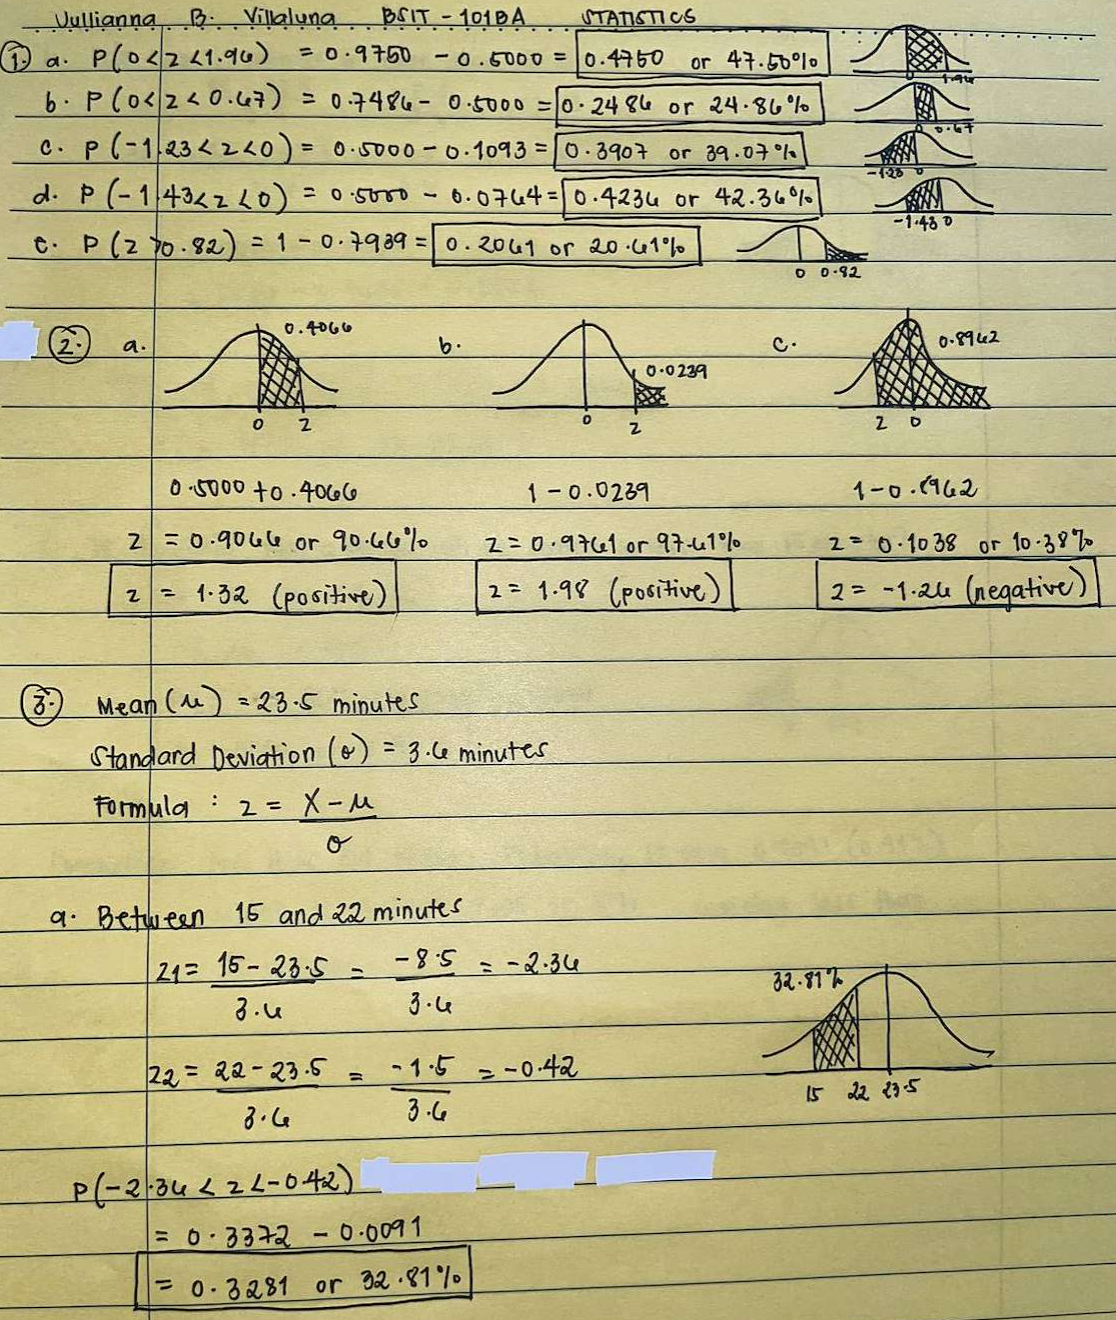 Jullianna B. Villaluna BSIT - 101BA STATISTICS
1. a. P(0<z<1.96) = 0.9750 - 0.5000 = 0.4750 or 47.50%
0 1.96
b. P(0<z<0.67) = 0.7486 - 0.5000 = 0.2486 or 24.86%
0 0.67
c. P(-1.23<z<0) = 0.5000 - 0.1093 = 0.3907 or 39.07%
-1.23 0
d. P(-1.43<z<0) = 0.5000 - 0.0764 = 0.4236 or 42.36%
-1.43 0
e. P(z>0.82) = 1 - 0.7939 = 0.2061 or 20.61%
0 0.82
2. a. 0.4066 b. 0.0239 c. 0.8962
0 z 0 z z 0
0.5000 + 0.4066 1 - 0.0239 1 - 0.8962
z = 0.9066 or 90.66% z = 0.9761 or 97.61% z = 0.1038 or 10.38%
z = 1.32 (positive) z = 1.98 (positive) z = -1.26 (negative)
3. Mean (μ) = 23.5 minutes
Standard Deviation (σ) = 3.6 minutes
Formula : z = X - μ
σ
a. Between 15 and 22 minutes
z1 = 15 - 23.5 = -8.5 = -2.36
3.6 3.6
32.81%
z2 = 22 - 23.5 = -1.5 = -0.42
3.6 3.6
15 22 23.5
P(-2.36 < z < -0.42)
= 0.3372 - 0.0091
= 0.3281 or 32.81%